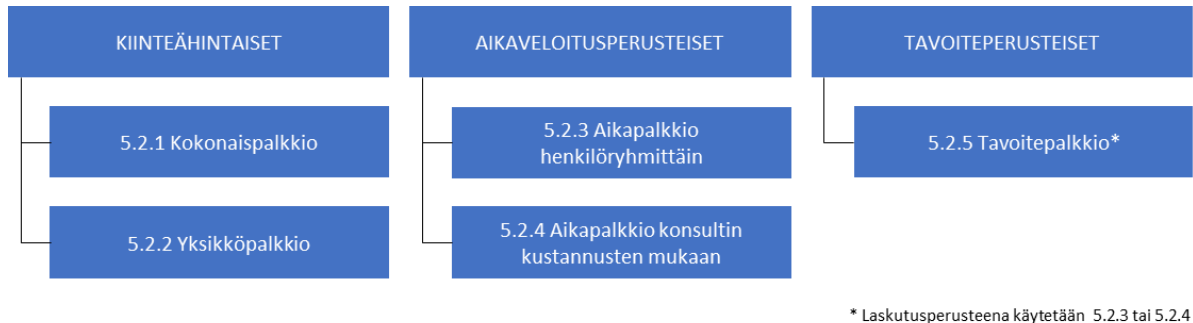 KIINTEÄHINTAISET
5.2.1 Kokonaispalkkio
5.2.2 Yksikköpalkkio
AIKAVELOITUSPERUSTEISET
5.2.3 Aikapalkkio
henkilöryhmittäin
5.2.4 Aikapalkkio konsultin
kustannusten mukaan
TAVOITEPERUSTEISET
5.2.5 Tavoitepalkkio*
* Laskutusperusteena käytetään 5.2.3 tai 5.2.4